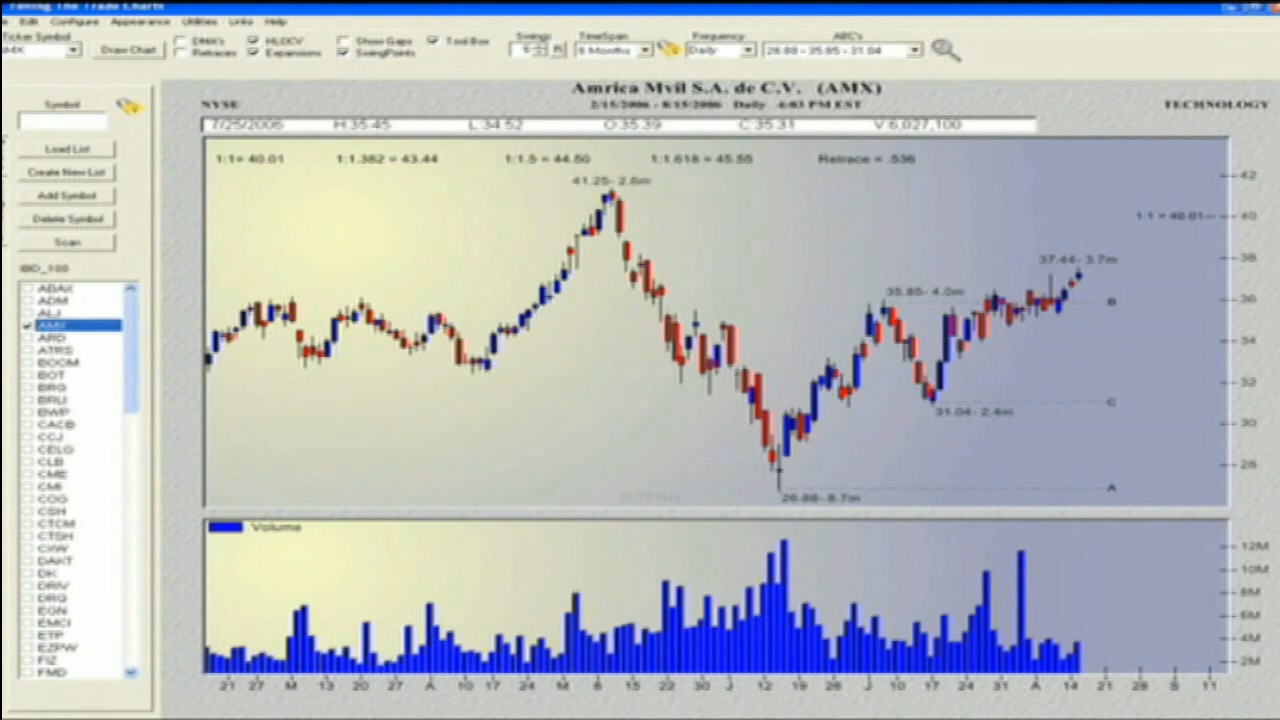 Timing The Trade Charts
Edit Configure Appearance Utilities Links Help
Ticker Symbol
AMX
Draw Chart
DMA's
Retraces
HLOCV
Expansions
Show Gaps
SwingPoints
Tool Box
Swings
TimeSpan
6 Months
Frequency
Daily
ABC's
26.88 - 35.85 - 31.04
Amrica Mvil S.A. de C.V. (AMX)
NYSE
2/15/2006 - 8/15/2006 Daily 4:03 PM EST
TECHNOLOGY
7/25/2006 H:35.45 L:34.52 O:35.39 C:35.31 V:6,027,100
1:1= 40.01 1:1.382 = 43.44 1:1.5 = 44.50 1:1.618 = 45.55 Retrace = .536
41.25- 2.6m
1:1 = 40.01
37.44- 3.7m
35.85- 4.0m
B
31.04- 2.4m
C
26.88- 8.7m
A
42
40
38
36
34
32
30
28
Volume
12M
10M
8M
6M
4M
2M
21 27 M 13 20 27 A 10 17 24 M 8 15 22 30 J 12 19 26 J 10 17 24 31 A 14 21 28 S 11
Symbol
Load List
Create New List
Add Symbol
Delete Symbol
Scan
IBD_100
ABAX
ADM
ALJ
AMX
ARD
ATRS
BOOM
BOT
BRG
BRLI
BWP
CACB
CCJ
CELG
CLB
CME
CMI
COG
CSH
CTCM
CTSH
CXW
DAKT
DK
DRIV
DRQ
EGN
EMCI
ETP
EZPW
FIZ
FMD